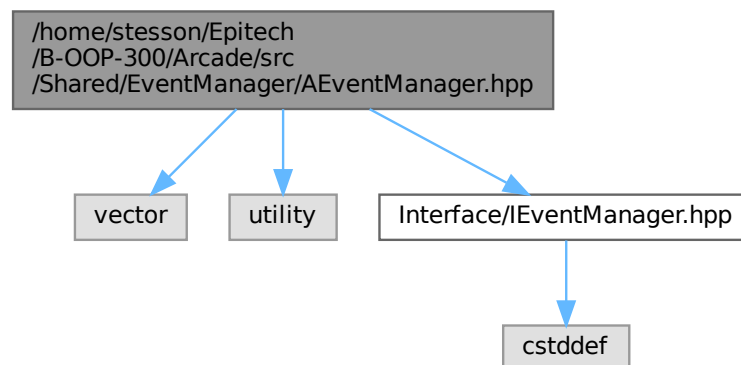 /home/stesson/Epitech
/B-OOP-300/Arcade/src
/Shared/EventManager/AEventManager.hpp
vector
utility
Interface/IEventManager.hpp
cstddef